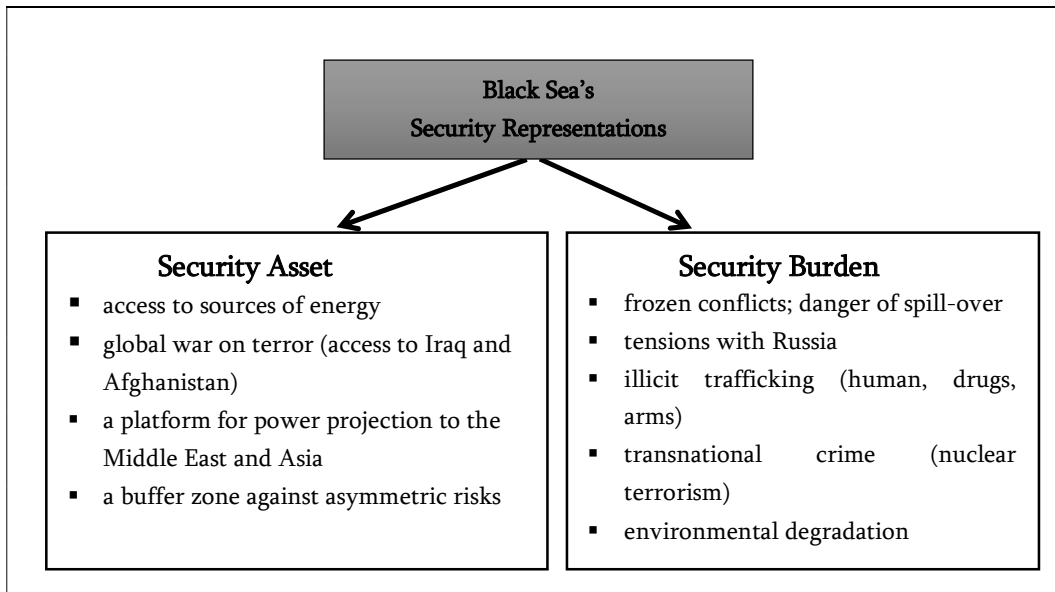 Black Sea's
Security Representations
Security Asset
▪ access to sources of energy
▪ global war on terror (access to Iraq and
Afghanistan)
▪ a platform for power projection to the
Middle East and Asia
▪ a buffer zone against asymmetric risks
Security Burden
▪ frozen conflicts; danger of spill-over
▪ tensions with Russia
▪ illicit trafficking (human, drugs,
arms)
▪ transnational crime (nuclear
terrorism)
▪ environmental degradation